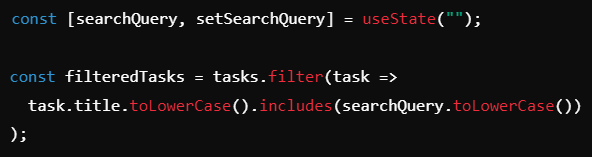 const [searchQuery, setSearchQuery] = useState("");
const filteredTasks = tasks.filter(task =>
  task.title.toLowerCase().includes(searchQuery.toLowerCase())
);